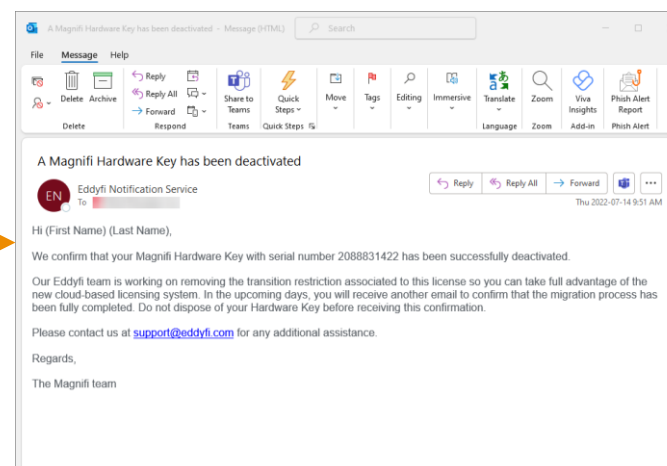 A Magnifi Hardware Key has been deactivated - Message (HTML)
Search
File Message Help
Delete
Archive
Reply
Reply All
Forward
Share to Teams
Quick Steps
Move
Tags
Editing
Immersive
Translate
Zoom
Viva Insights
Phish Alert Report
Delete
Respond
Teams
Quick Steps
Language
Zoom
Add-in
Phish Alert
A Magnifi Hardware Key has been deactivated
EN
Eddyfi Notification Service
To
Reply
Reply All
Forward
Thu 2022-07-14 9:51 AM
Hi (First Name) (Last Name),
We confirm that your Magnifi Hardware Key with serial number 2088831422 has been successfully deactivated.
Our Eddyfi team is working on removing the transition restriction associated to this license so you can take full advantage of the
new cloud-based licensing system. In the upcoming days, you will receive another email to confirm that the migration process has
been fully completed. Do not dispose of your Hardware Key before receiving this confirmation.
Please contact us at support@eddyfi.com for any additional assistance.
Regards,
The Magnifi team